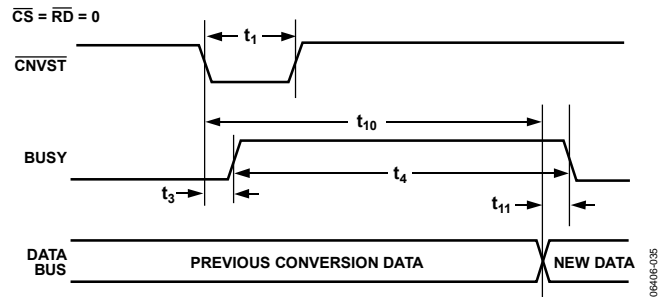 CS = RD = 0
CNVST
t1
t10
BUSY
t4
t3
t11
DATA
BUS
PREVIOUS CONVERSION DATA
NEW DATA
06406-035